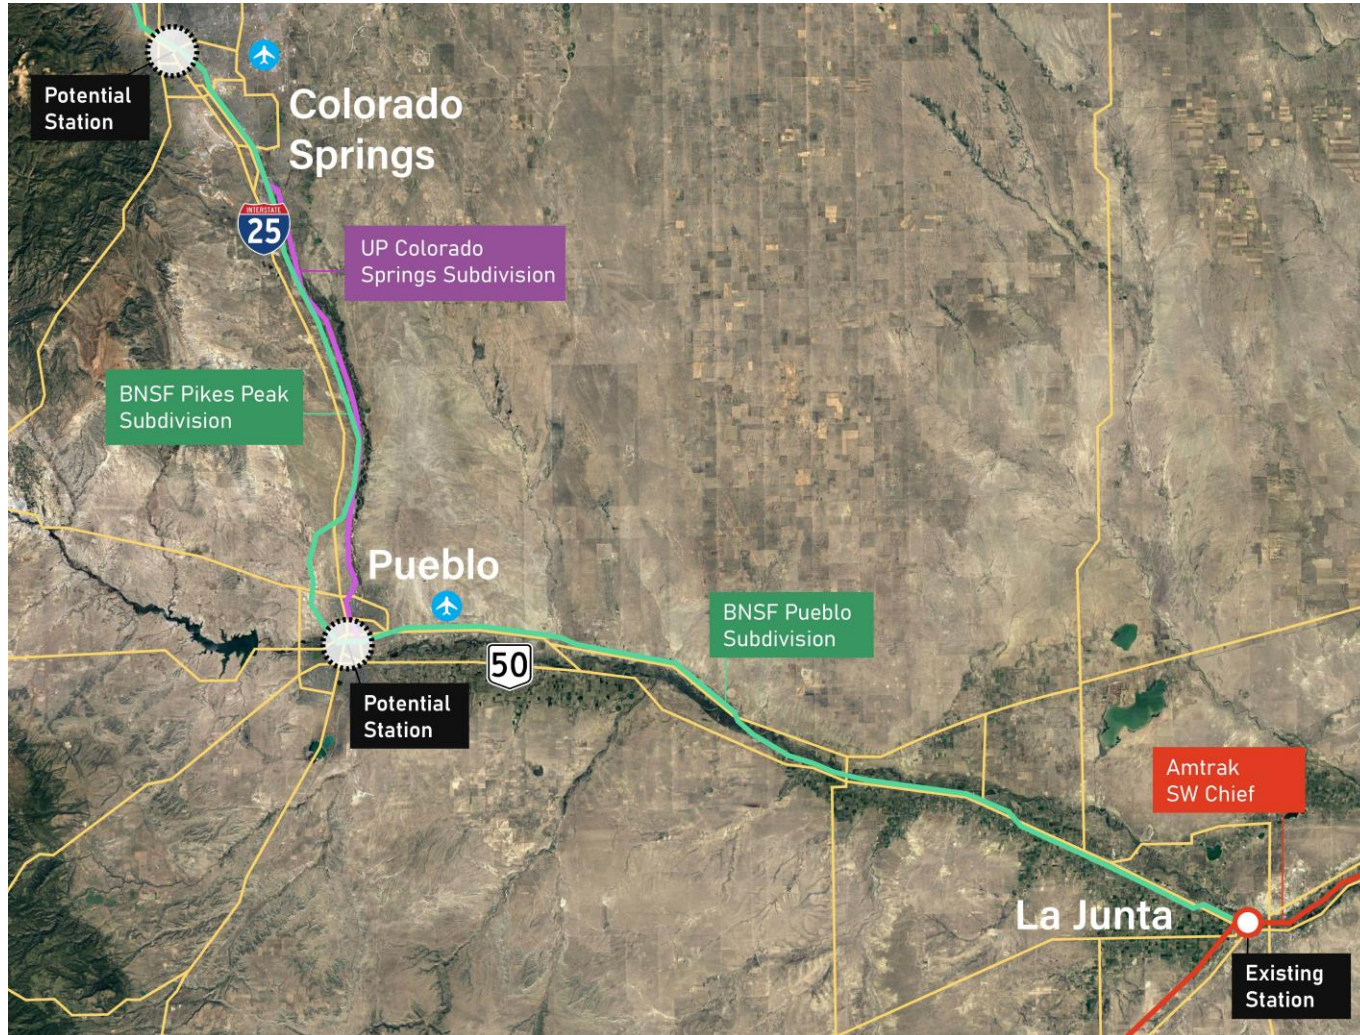 Potential
Station
Colorado
Springs
INTERSTATE
25
UP Colorado
Springs Subdivision
BNSF Pikes Peak
Subdivision
Pueblo
BNSF Pueblo
Subdivision
50
Potential
Station
Amtrak
SW Chief
La Junta
Existing
Station